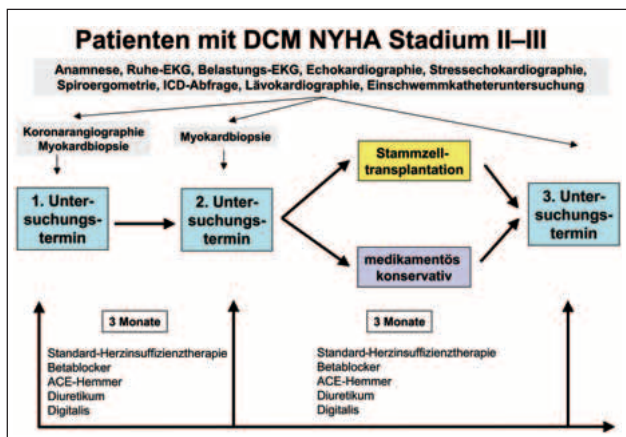 Patienten mit DCM NYHA Stadium II–III
Anamnese, Ruhe-EKG, Belastungs-EKG, Echokardiographie, Stressechokardiographie,
Spiroergometrie, ICD-Abfrage, Lävokardiographie, Einschwemmkatheteruntersuchung
Koronarangiographie
Myokardbiopsie
Myokardbiopsie
1. Unter-
suchungs-
termin
2. Unter-
suchungs-
termin
Stammzell-
transplantation
medikamentös
konservativ
3. Unter-
suchungs-
termin
3 Monate
Standard-Herzinsuffizienztherapie
Betablocker
ACE-Hemmer
Diuretikum
Digitalis
3 Monate
Standard-Herzinsuffizienztherapie
Betablocker
ACE-Hemmer
Diuretikum
Digitalis